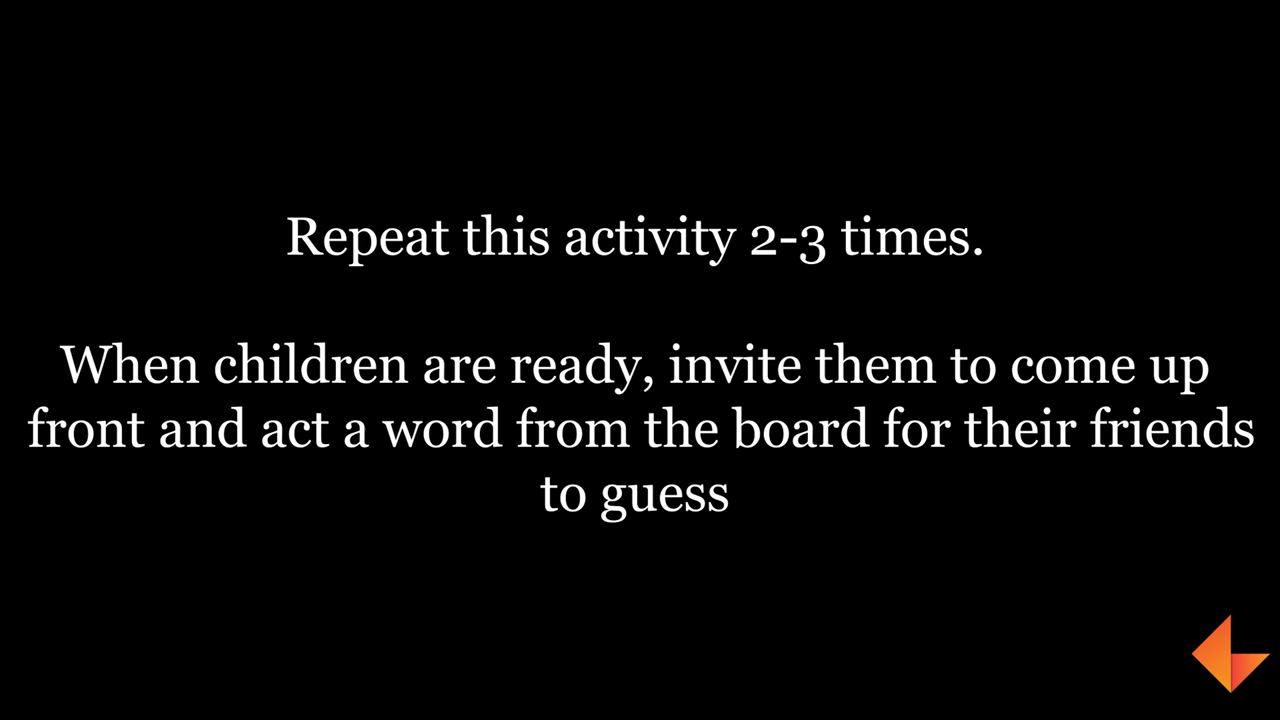 Repeat this activity 2-3 times.
When children are ready, invite them to come up
front and act a word from the board for their friends
to guess